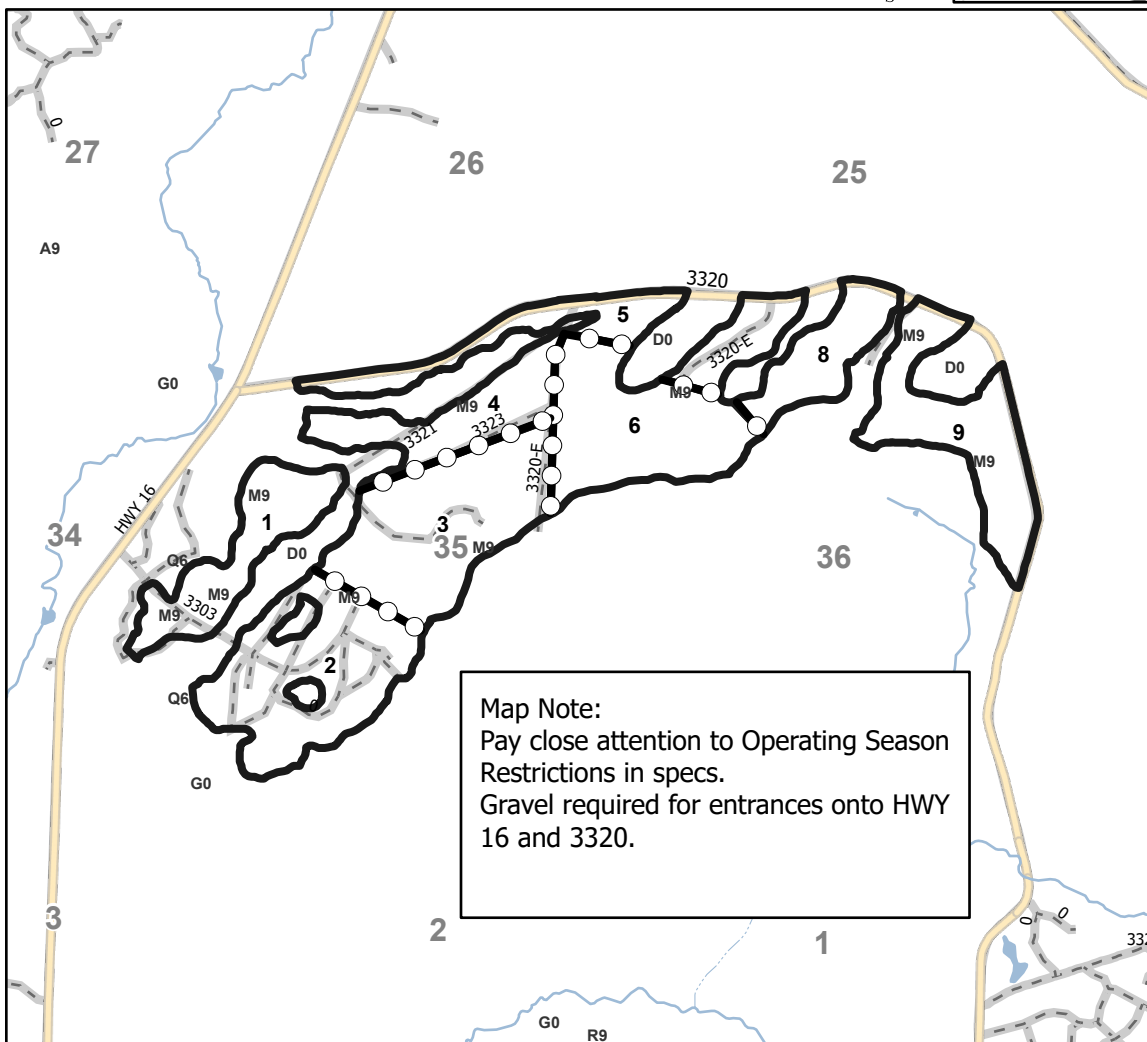 0
27
26
25
A9
3320
5
D0
G0
3320-E
8
M9
D0
M9
M9
4
3323
3321
6
9
M9
HWY 16
M9
1
3320-E
34
3
35
M9
36
D0
Q6
M9
M9
3303
M9
2
Q6
0
G0
Map Note:
Pay close attention to Operating Season
Restrictions in specs.
Gravel required for entrances onto HWY
16 and 3320.
3
2
1
0
0
G0
R9